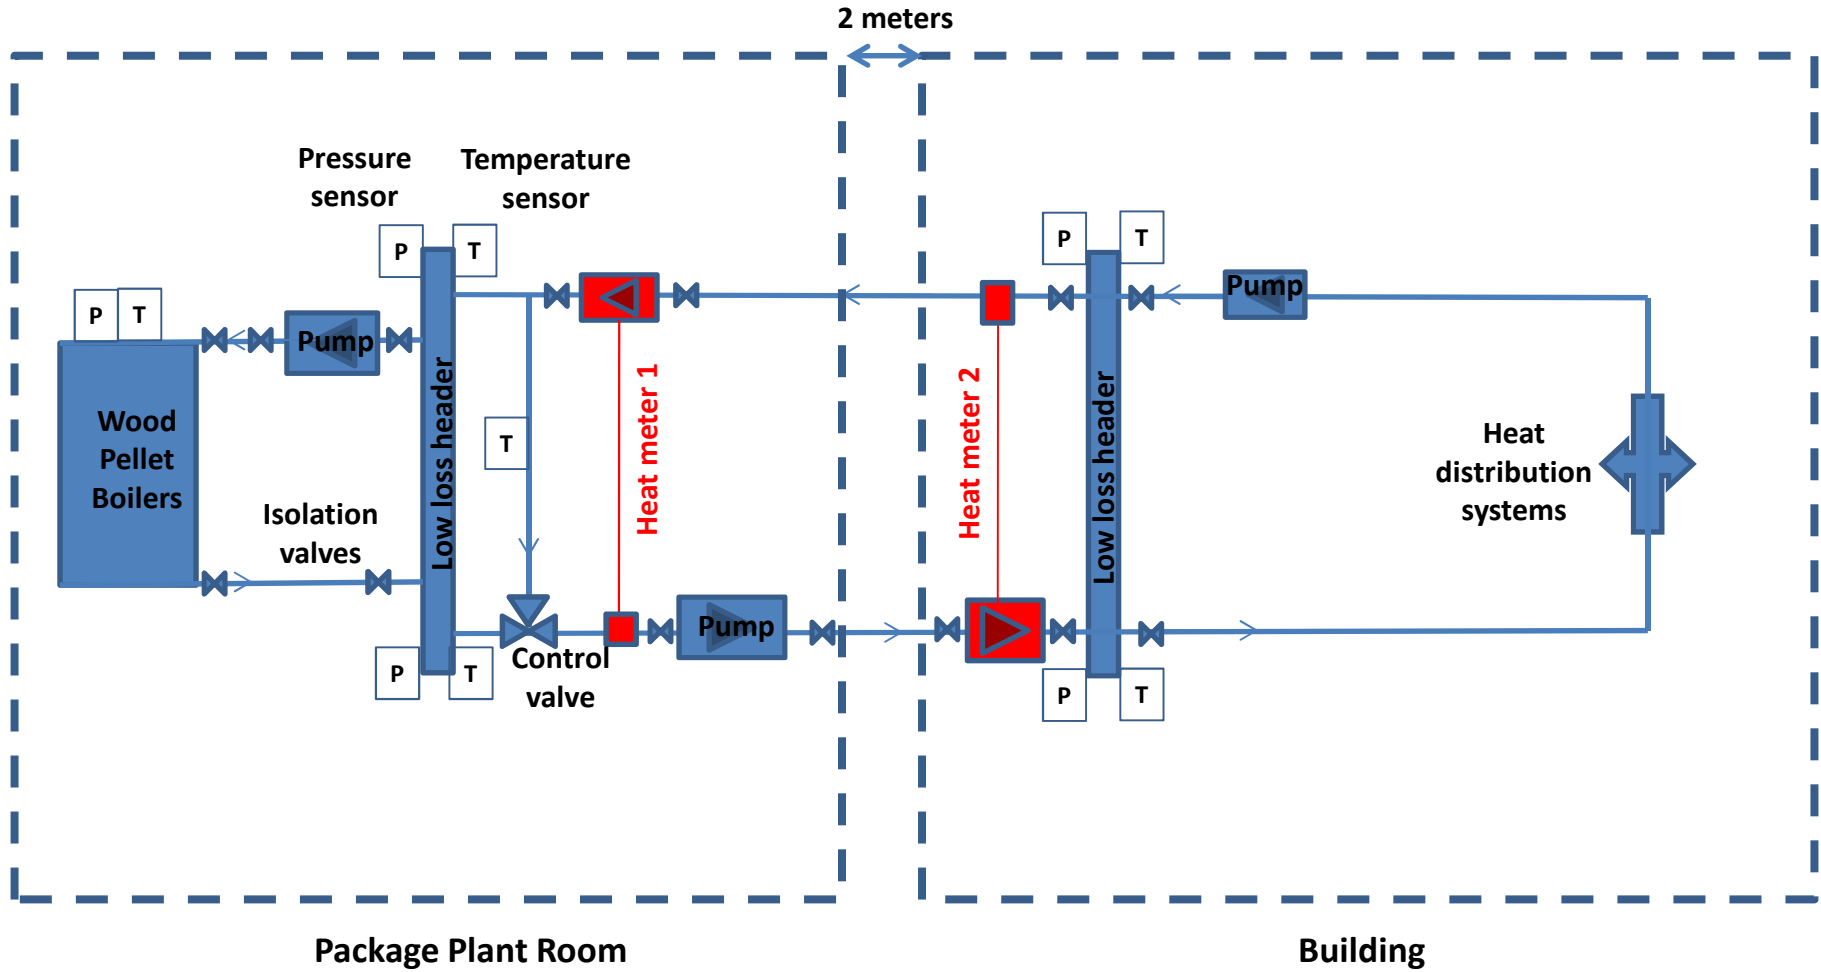 2 meters
Pressure
sensor
Temperature
sensor
P
T
P
T
P
T
Pump
Pump
Wood
Pellet
Boilers
Low loss header
T
Heat meter 1
Heat meter 2
Low loss header
Heat
distribution
systems
Isolation
valves
Pump
Control
valve
P
T
P
T
Package Plant Room
Building